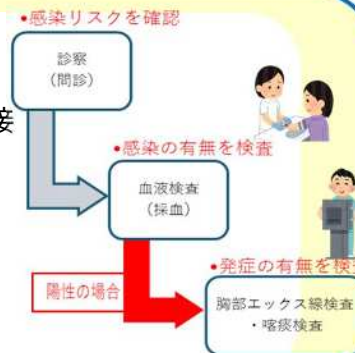 •感染リスクを確認
診察
(問診)
接
•感染の有無を検査
血液検査
(採血)
•発症の有無を検
陽性の場合
胸部エックス線検査
・喀痰検査